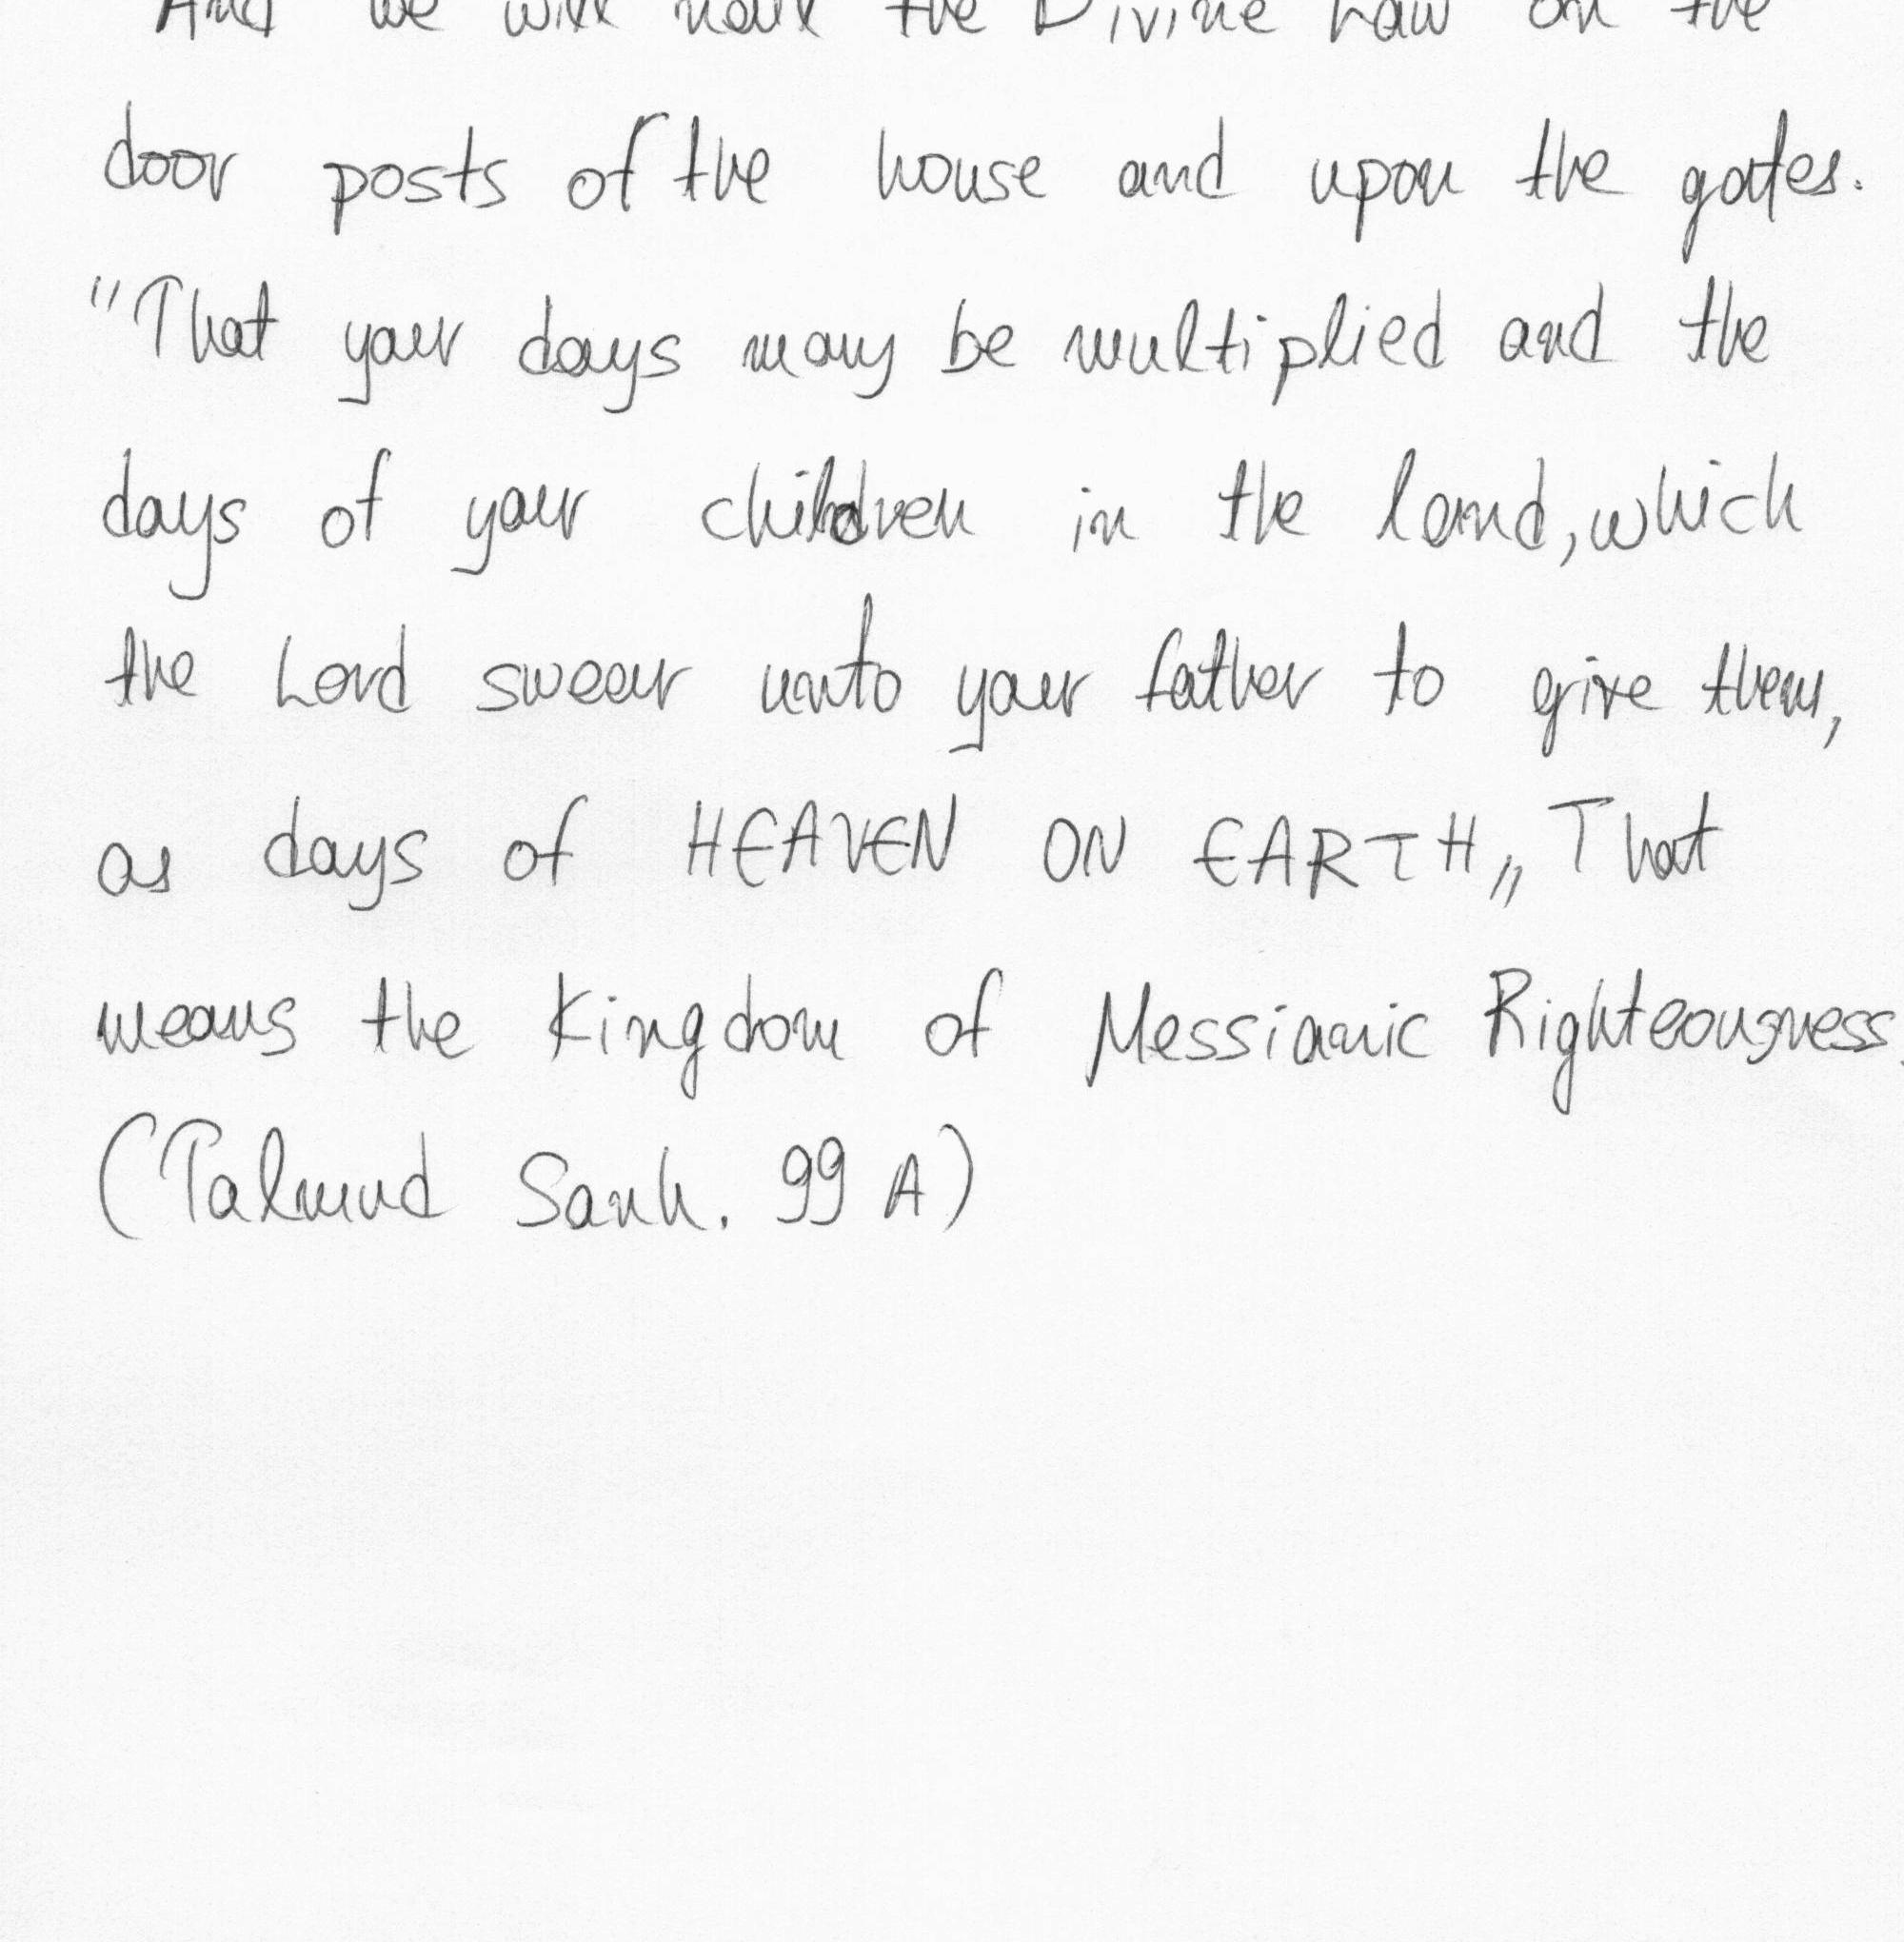 And we will nail the Divine Law on the
door posts of the house and upon the gates.
"That your days may be multiplied and the
days of your children in the land, which
the Lord swear unto your father to give them,
as days of HEAVEN ON EARTH„ That
means the Kingdom of Messianic Righteousness.
(Talmud Sanh. 99 A)